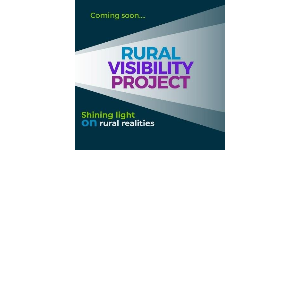 Coming soon...
RURAL
VISIBILITY
PROJECT
Shining light
on rural realities